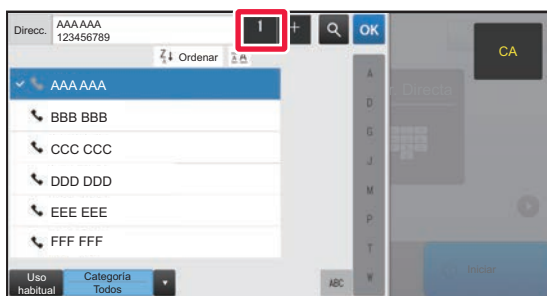 Direcc.
AAA AAA
123456789
1
+
OK
CA
Ordenar
AAA AAA
BBB BBB
CCC CCC
DDD DDD
EEE EEE
FFF FFF
A
D
G
J
M
P
T
W
Directa
Uso
habitual
Categoría
Todos
ABC
Iniciar